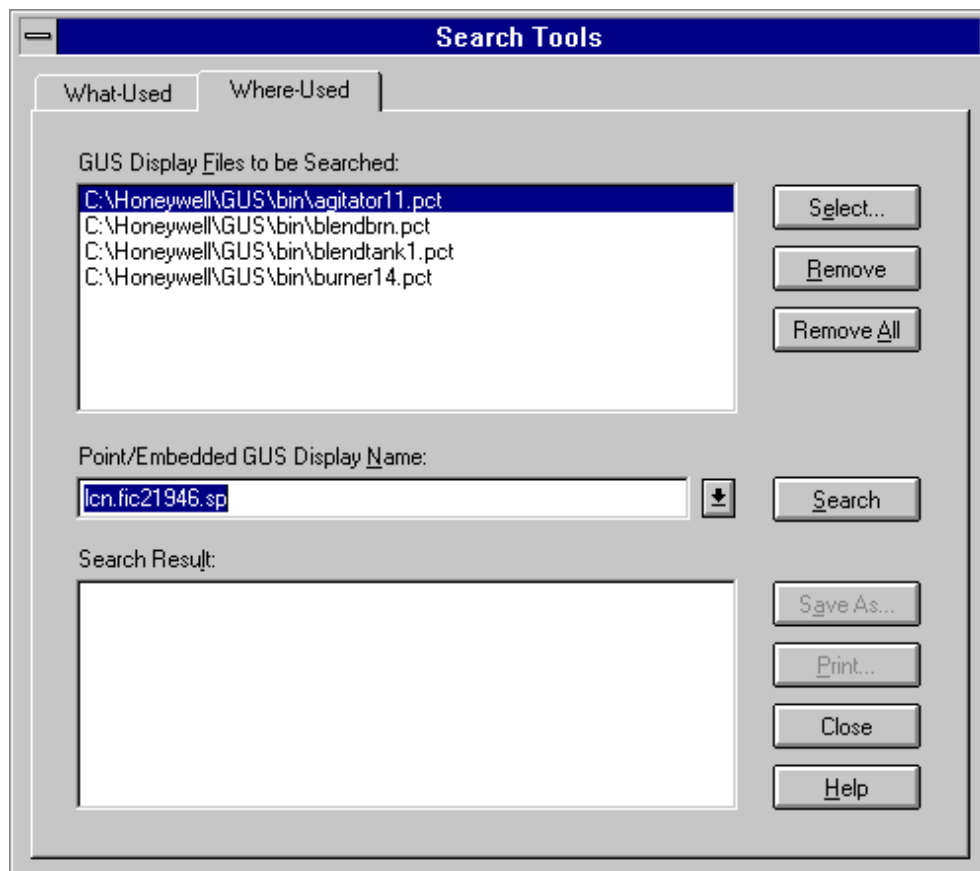 Search Tools
What-Used
Where-Used
GUS Display Files to be Searched:
C:\Honeywell\GUS\bin\agitator11.pct
C:\Honeywell\GUS\bin\blendbrn.pct
C:\Honeywell\GUS\bin\blendtank1.pct
C:\Honeywell\GUS\bin\burner14.pct
Select...
Remove
Remove All
Point/Embedded GUS Display Name:
lcn.fic21946.sp
Search
Search Result:
Save As...
Print...
Close
Help